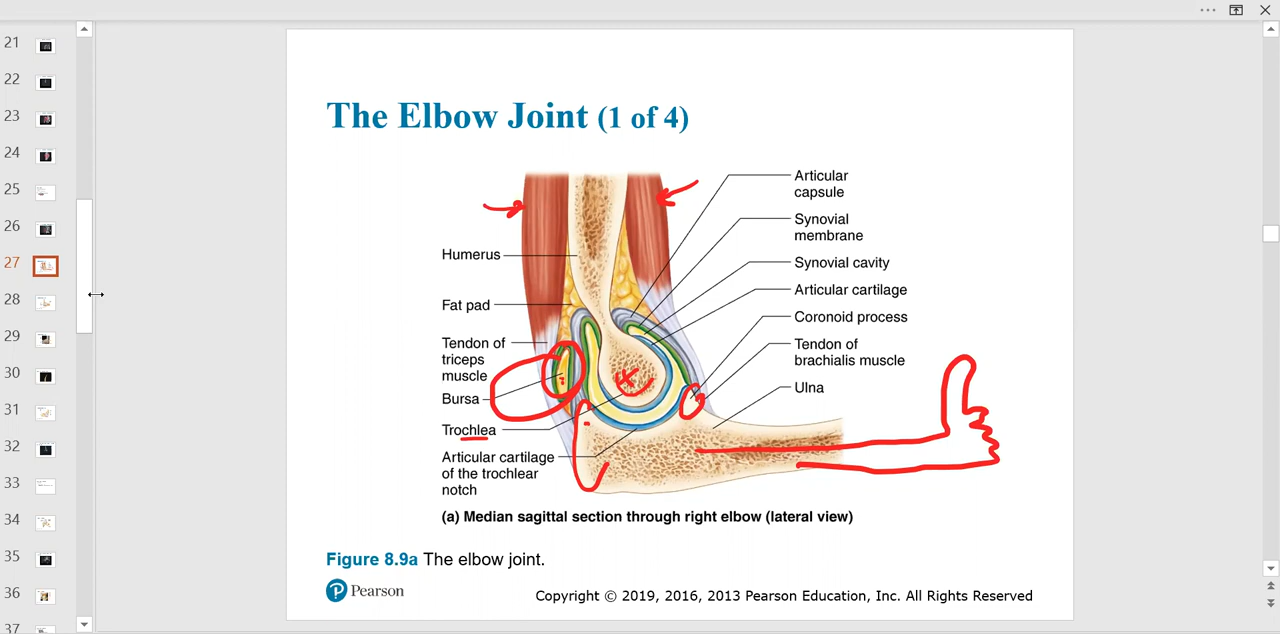 21
22
23
24
25
26
27
28
29
30
31
32
33
34
35
36
37
The Elbow Joint (1 of 4)
Humerus
Fat pad
Tendon of
triceps
muscle
Bursa
Trochlea
Articular cartilage
of the trochlear
notch
Articular
capsule
Synovial
membrane
Synovial cavity
Articular cartilage
Coronoid process
Tendon of
brachialis muscle
Ulna
(a) Median sagittal section through right elbow (lateral view)
Figure 8.9a The elbow joint.
P Pearson
Copyright © 2019, 2016, 2013 Pearson Education, Inc. All Rights Reserved